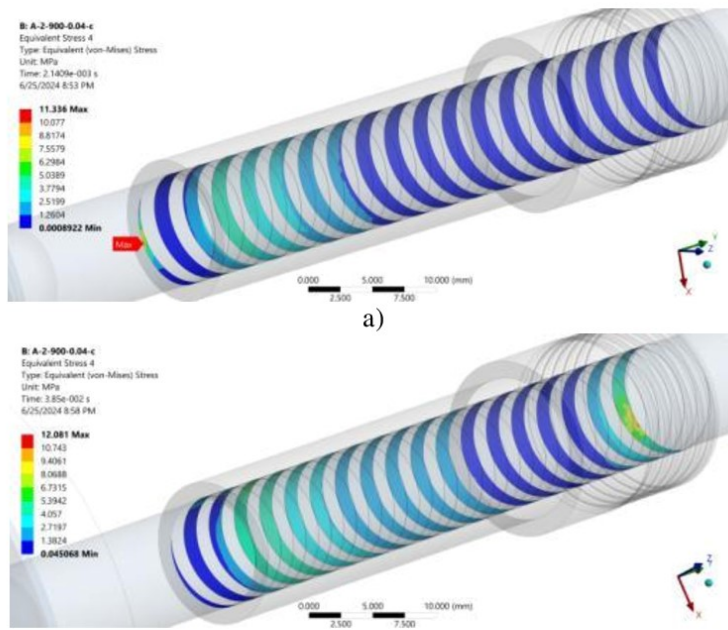 B: A-2-900-0.04-c
Equivalent Stress 4
Type: Equivalent (von-Mises) Stress
Unit: MPa
Time: 2.1409e-003 s
6/25/2024 8:53 PM
11.336 Max
10.077
8.8174
7.5579
6.2984
5.0389
3.7794
2.5199
1.2604
0.0008922 Min
Max
0.000 5.000 10.000 (mm)
2.500 7.500
Y
Z
X
a)
B: A-2-900-0.04-c
Equivalent Stress 4
Type: Equivalent (von-Mises) Stress
Unit: MPa
Time: 3.85e-002 s
6/25/2024 8:58 PM
12.081 Max
10.743
9.4061
8.0688
6.7315
5.3942
4.057
2.7197
1.3824
0.045068 Min
0.000 5.000 10.000 (mm)
2.500 7.500
Z
X